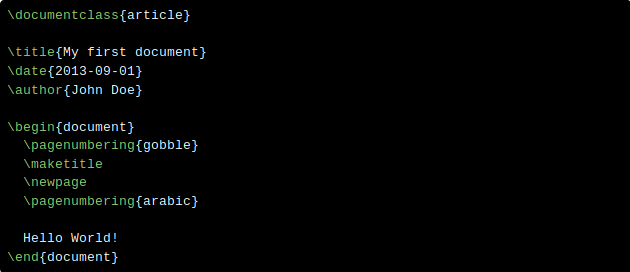 \documentclass{article}

\title{My first document}
\date{2013-09-01}
\author{John Doe}

\begin{document}
  \pagenumbering{gobble}
  \maketitle
  \newpage
  \pagenumbering{arabic}

  Hello World!
\end{document}